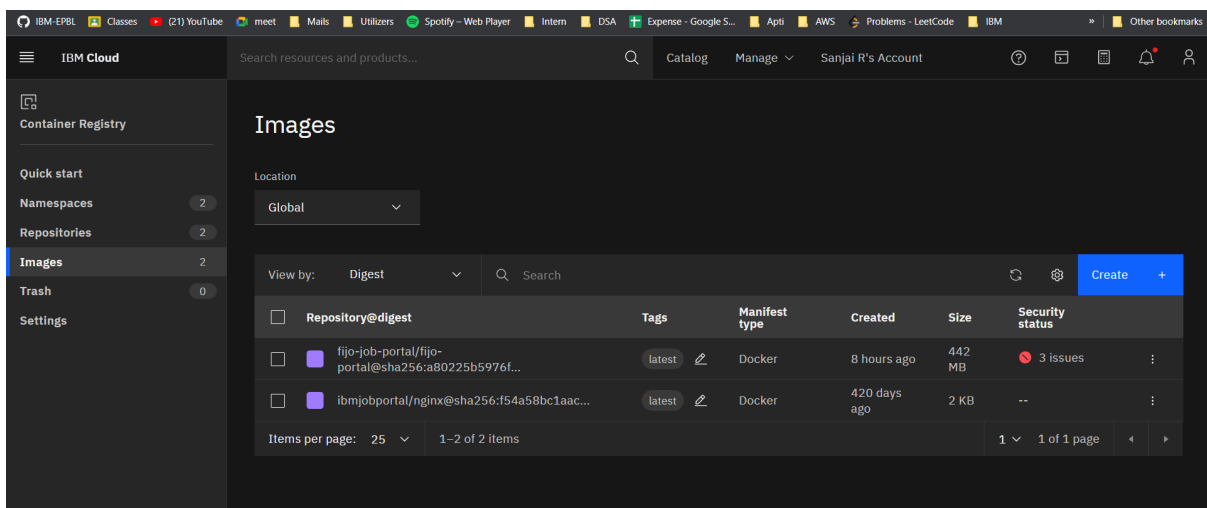 IBM-EPBL Classes (21) YouTube meet Mails Utilizers Spotify – Web Player Intern DSA Expense - Google S... Apti AWS Problems - LeetCode IBM » Other bookmarks
IBM Cloud Search resources and products... Catalog Manage Sanjai R's Account
Container Registry
Quick start
Namespaces 2
Repositories 2
Images 2
Trash 0
Settings
Images
Location
Global
View by: Digest Search Create +
Repository@digest Tags Manifest type Created Size Security status
fijo-job-portal/fijo-portal@sha256:a80225b5976f... latest Docker 8 hours ago 442 MB 3 issues
ibmjobportal/nginx@sha256:f54a58bc1aac... latest Docker 420 days ago 2 KB --
Items per page: 25 1–2 of 2 items 1 1 of 1 page